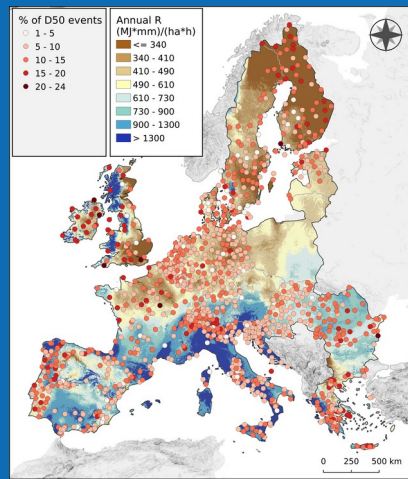 % of D50 events
1 - 5
5 - 10
10 - 15
15 - 20
20 - 24
Annual R
(MJ*mm)/(ha*h)
<= 340
340 - 410
410 - 490
490 - 610
610 - 730
730 - 900
900 - 1300
> 1300
0 250 500 km